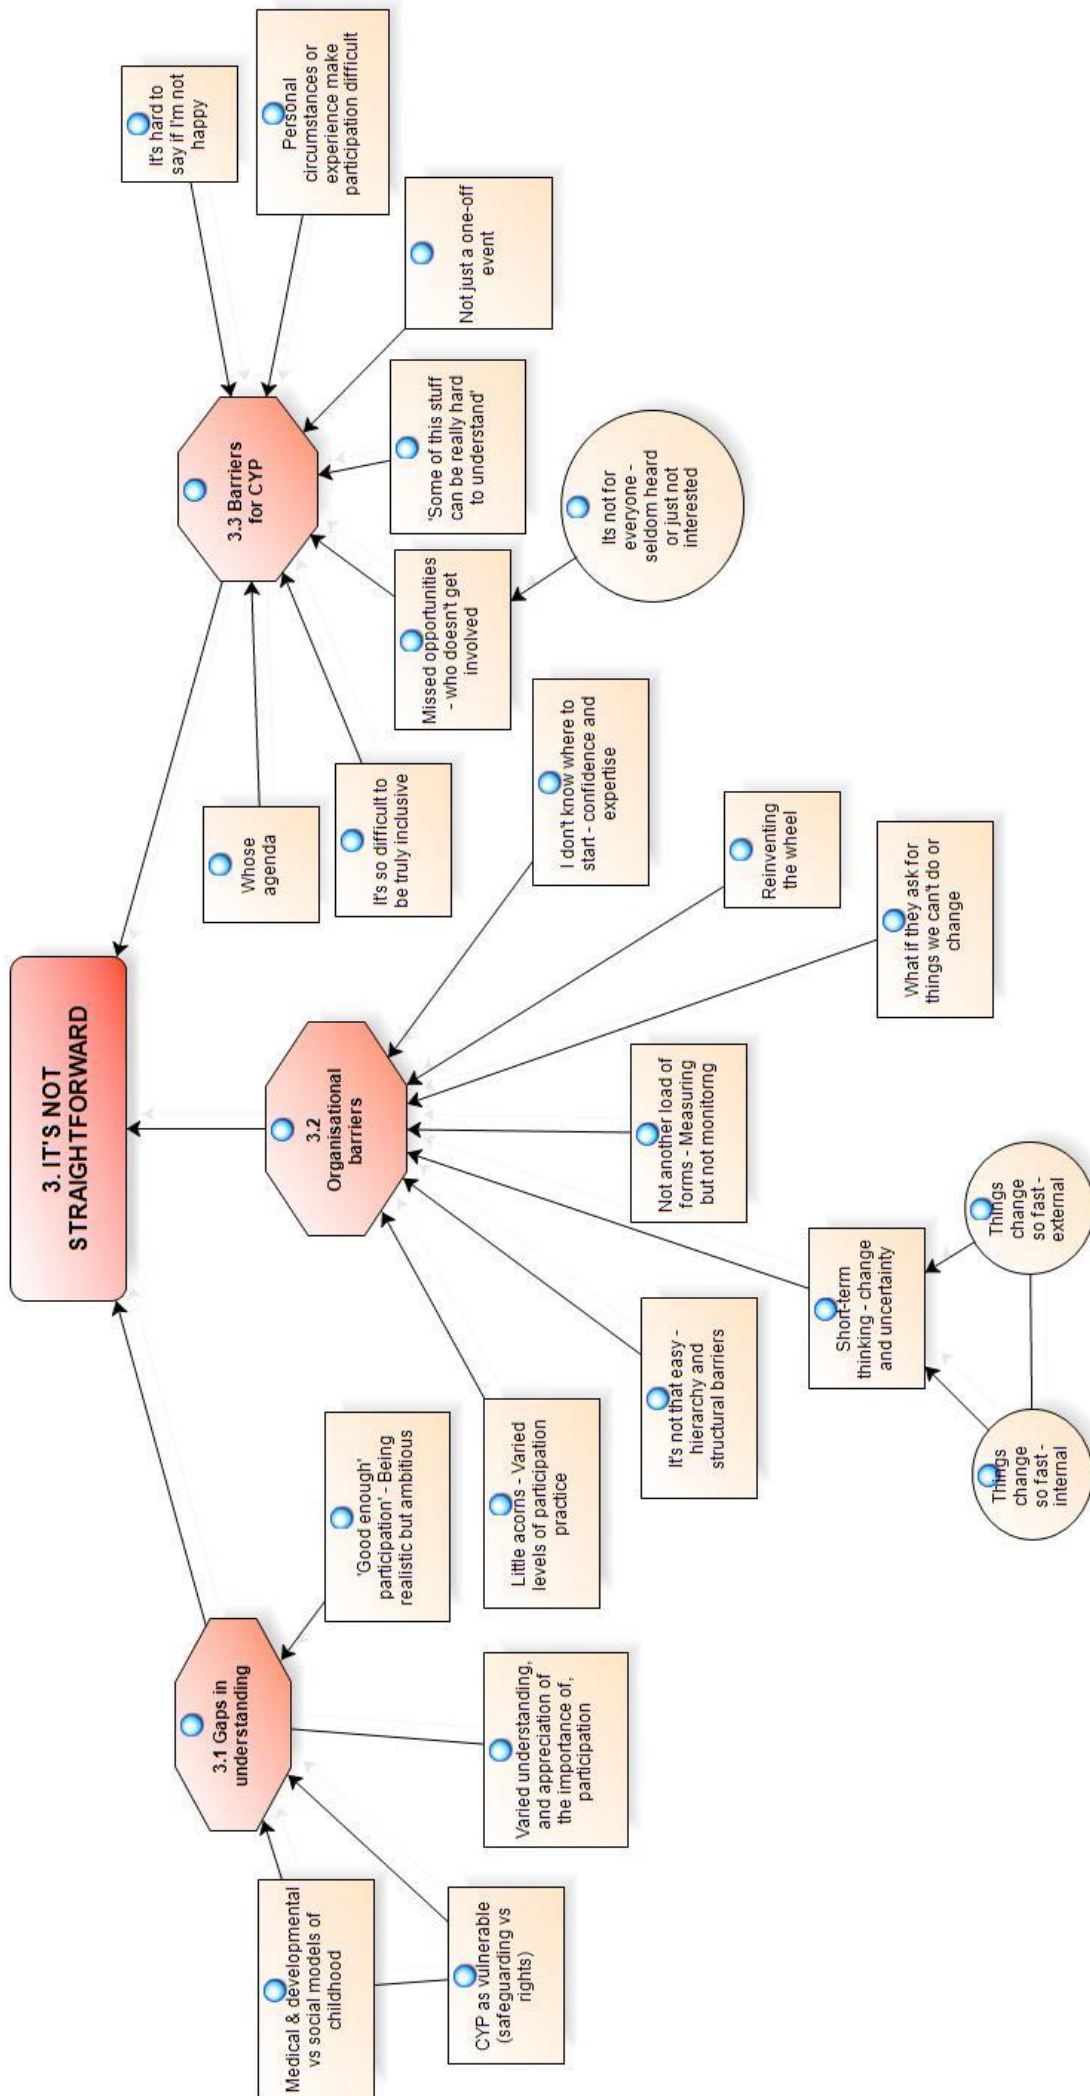 3. IT'S NOT
STRAIGHTFORWARD
3.1 Gaps in
understanding
Medical & developmental
vs social models of
childhood
CYP as vulnerable
(safeguarding vs
rights)
Varied understanding,
and appreciation of
the importance of,
participation
'Good enough'
participation' - Being
realistic but ambitious
3.2
Organisational
barriers
Little acorns - Varied
levels of participation
practice
It's not that easy -
hierarchy and
structural barriers
Short-term
thinking - change
and uncertainty
Things
change
so fast -
internal
Things
change
so fast -
external
Not another load of
forms - Measuring
but not monitorng
What if they ask for
things we can't do or
change
Reinventing
the wheel
I don't know where to
start - confidence and
expertise
3.3 Barriers
for CYP
Whose
agenda
It's so difficult to
be truly inclusive
Missed opportunities
- who doesn't get
involved
Its not for
everyone -
seldom heard
or just not
interested
'Some of this stuff
can be really hard
to understand'
Not just a one-off
event
Personal
circumstances or
experience make
participation difficult
It's hard to
say if I'm not
happy